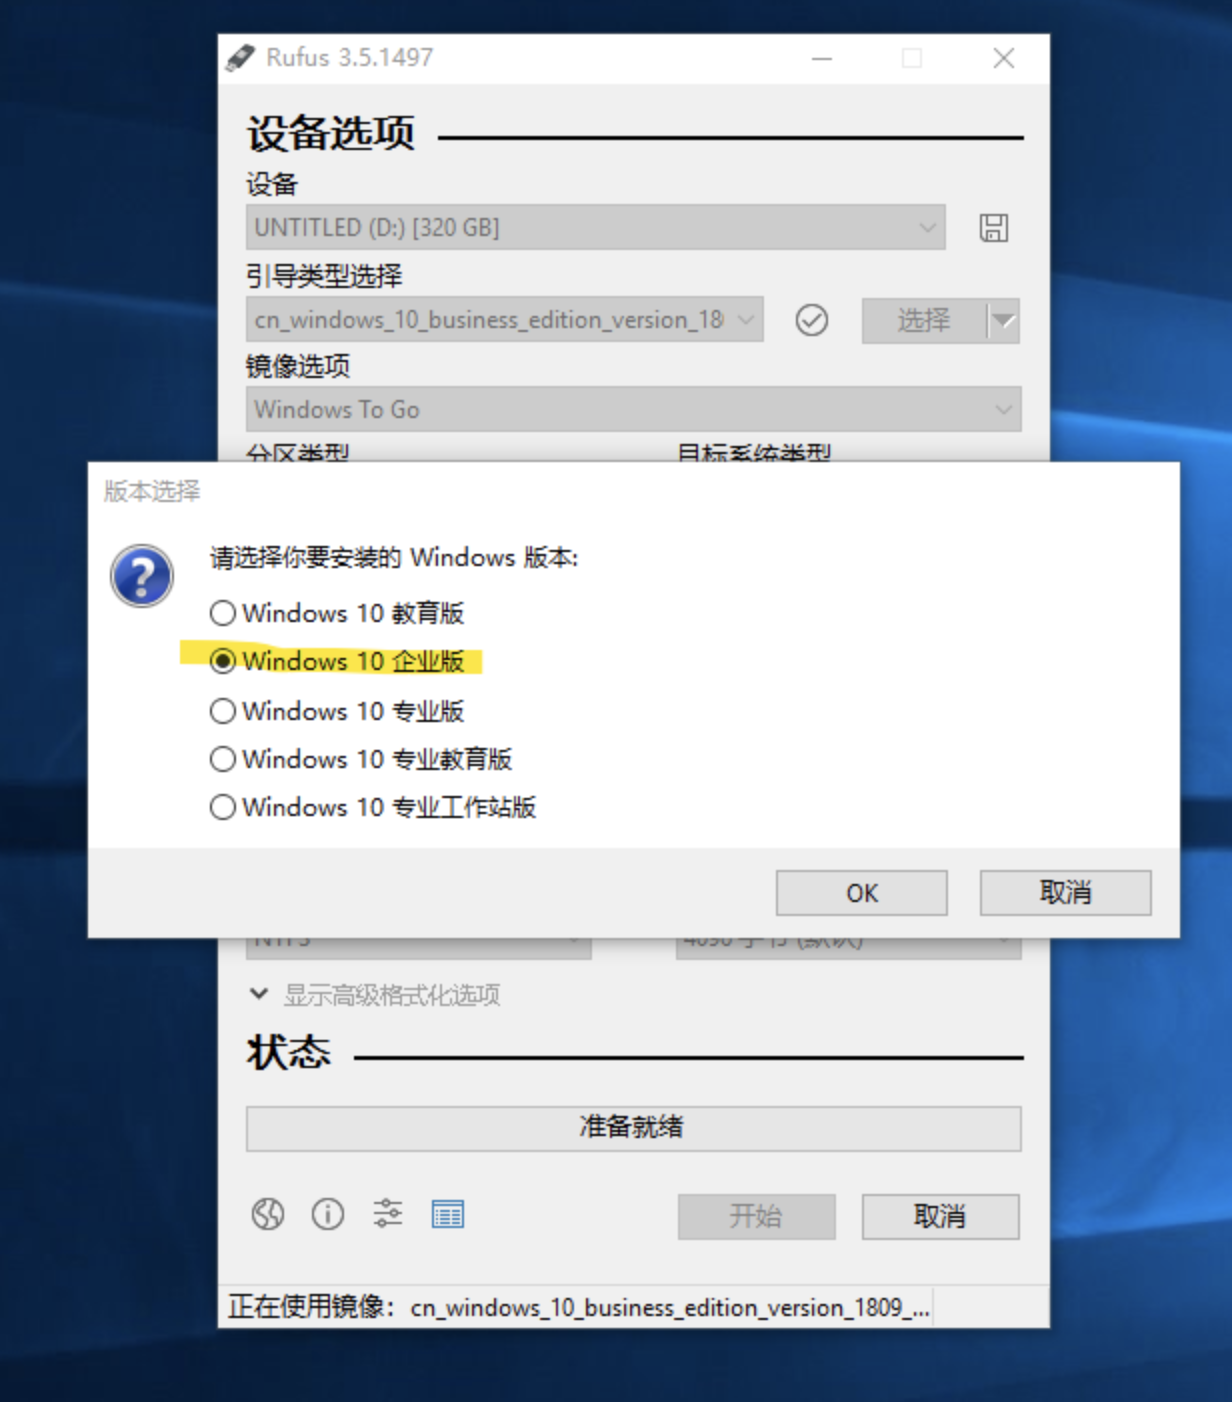 Rufus 3.5.1497
设备选项
设备
UNTITLED (D:) [320 GB]
引导类型选择
cn_windows_10_business_edition_version_18
选择
镜像选项
Windows To Go
分区类型 目标系统类型
版本选择
请选择你要安装的 Windows 版本:
Windows 10 教育版
Windows 10 企业版
Windows 10 专业版
Windows 10 专业教育版
Windows 10 专业工作站版
OK 取消
NTFS 4096 字节 (默认)
显示高级格式化选项
状态
准备就绪
开始 取消
正在使用镜像: cn_windows_10_business_edition_version_1809_...